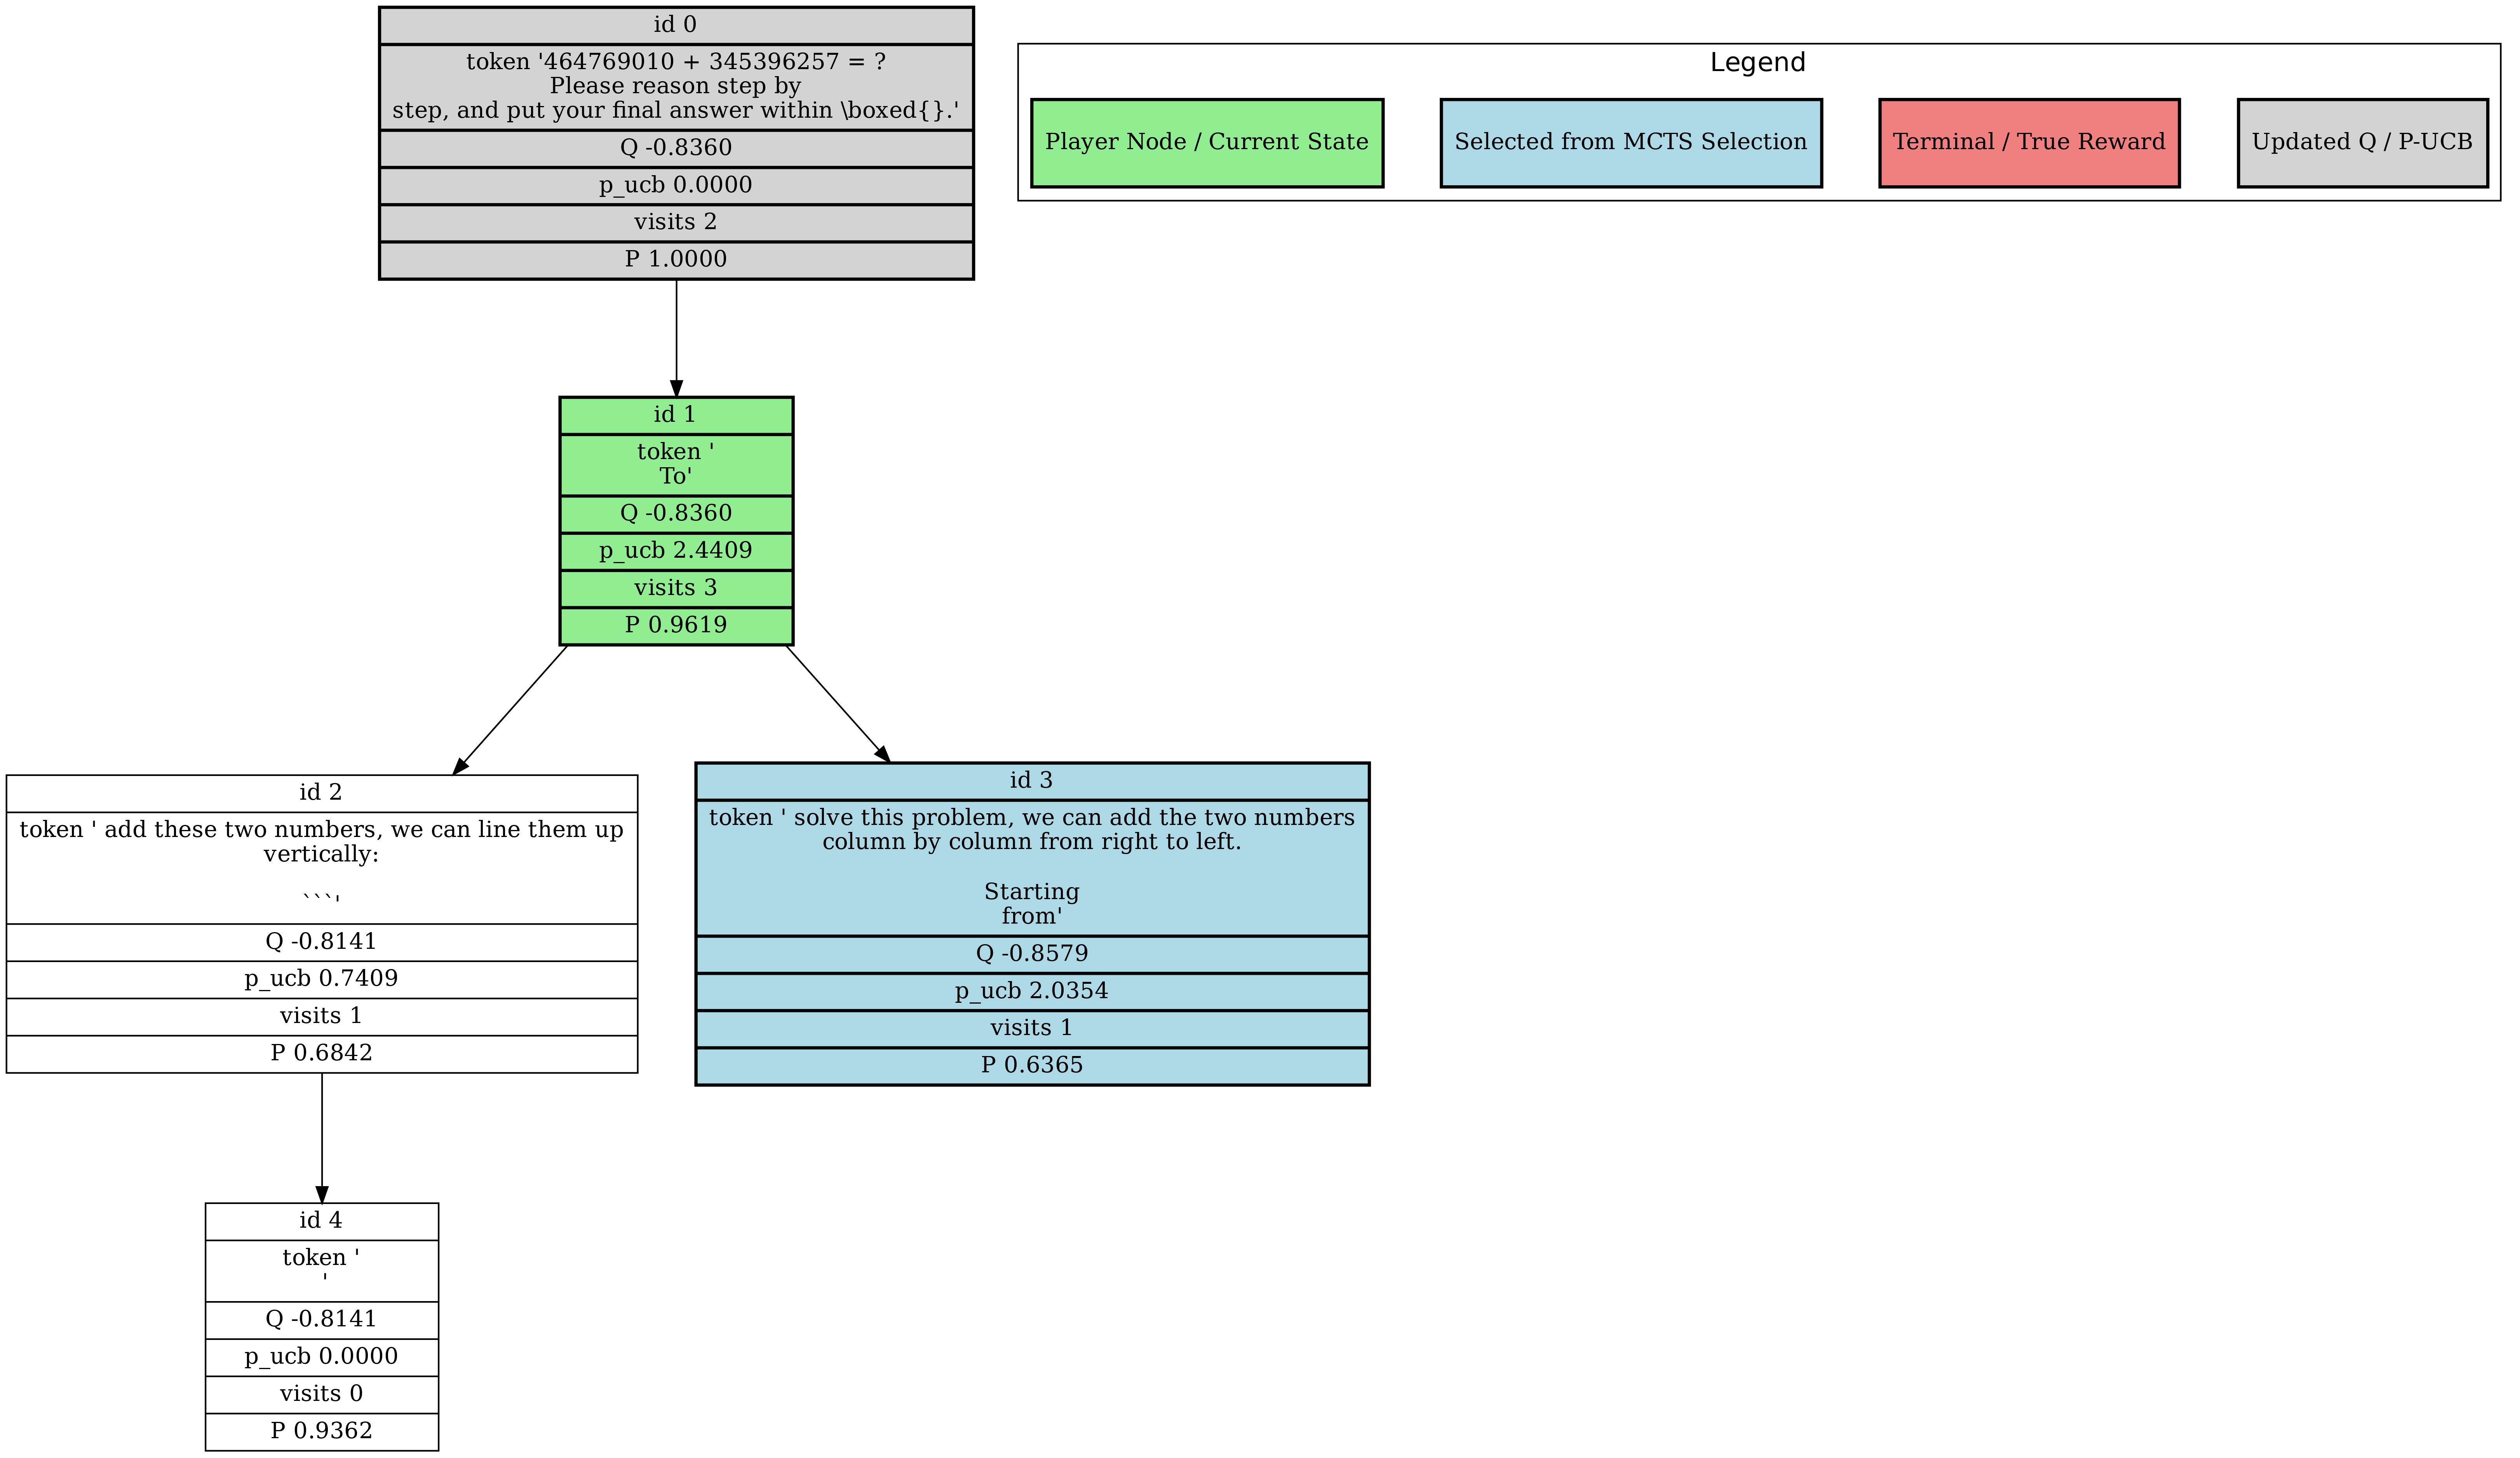 id 0
token '464769010 + 345396257 = ?
Please reason step by
step, and put your final answer within \boxed{}.'
Q -0.8360
p_ucb 0.0000
visits 2
P 1.0000
Legend
Player Node / Current State
Selected from MCTS Selection
Terminal / True Reward
Updated Q / P-UCB
id 1
token '
To'
Q -0.8360
p_ucb 2.4409
visits 3
P 0.9619
id 2
token ' add these two numbers, we can line them up
vertically:
```'
Q -0.8141
p_ucb 0.7409
visits 1
P 0.6842
id 3
token ' solve this problem, we can add the two numbers
column by column from right to left.
Starting
from'
Q -0.8579
p_ucb 2.0354
visits 1
P 0.6365
id 4
token '
'
Q -0.8141
p_ucb 0.0000
visits 0
P 0.9362